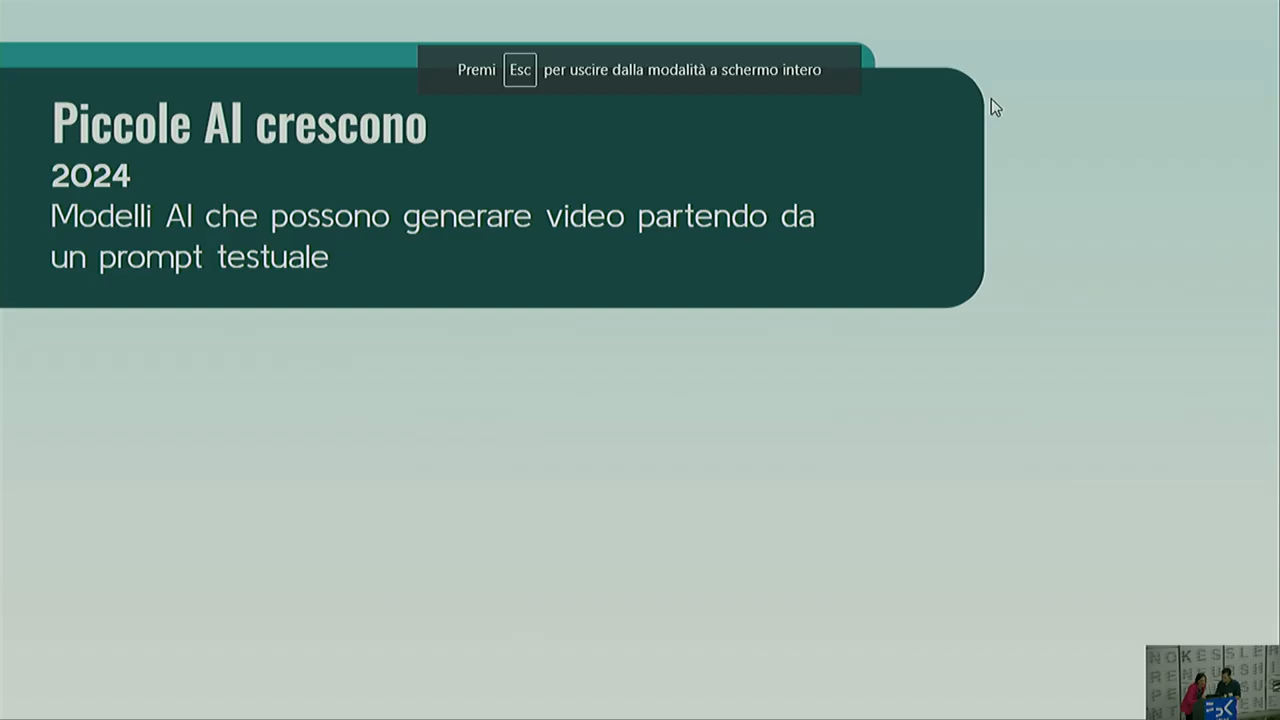 Premi Esc per uscire dalla modalità a schermo intero
Piccole AI crescono
2024
Modelli AI che possono generare video partendo da
un prompt testuale
NOKESSLER